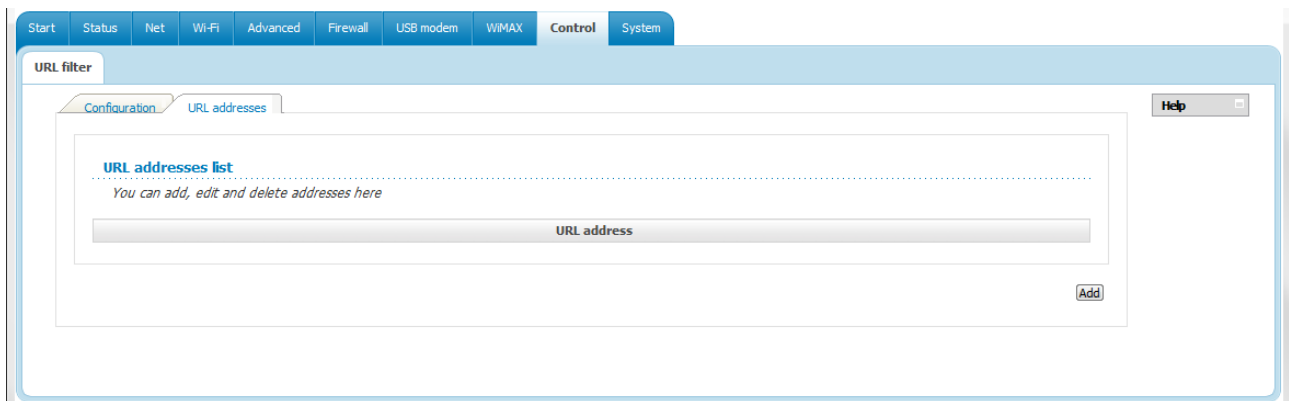 Start Status Net Wi-Fi Advanced Firewall USB modem WiMAX Control System
URL filter
Configuration URL addresses Help
URL addresses list
You can add, edit and delete addresses here
URL address
Add